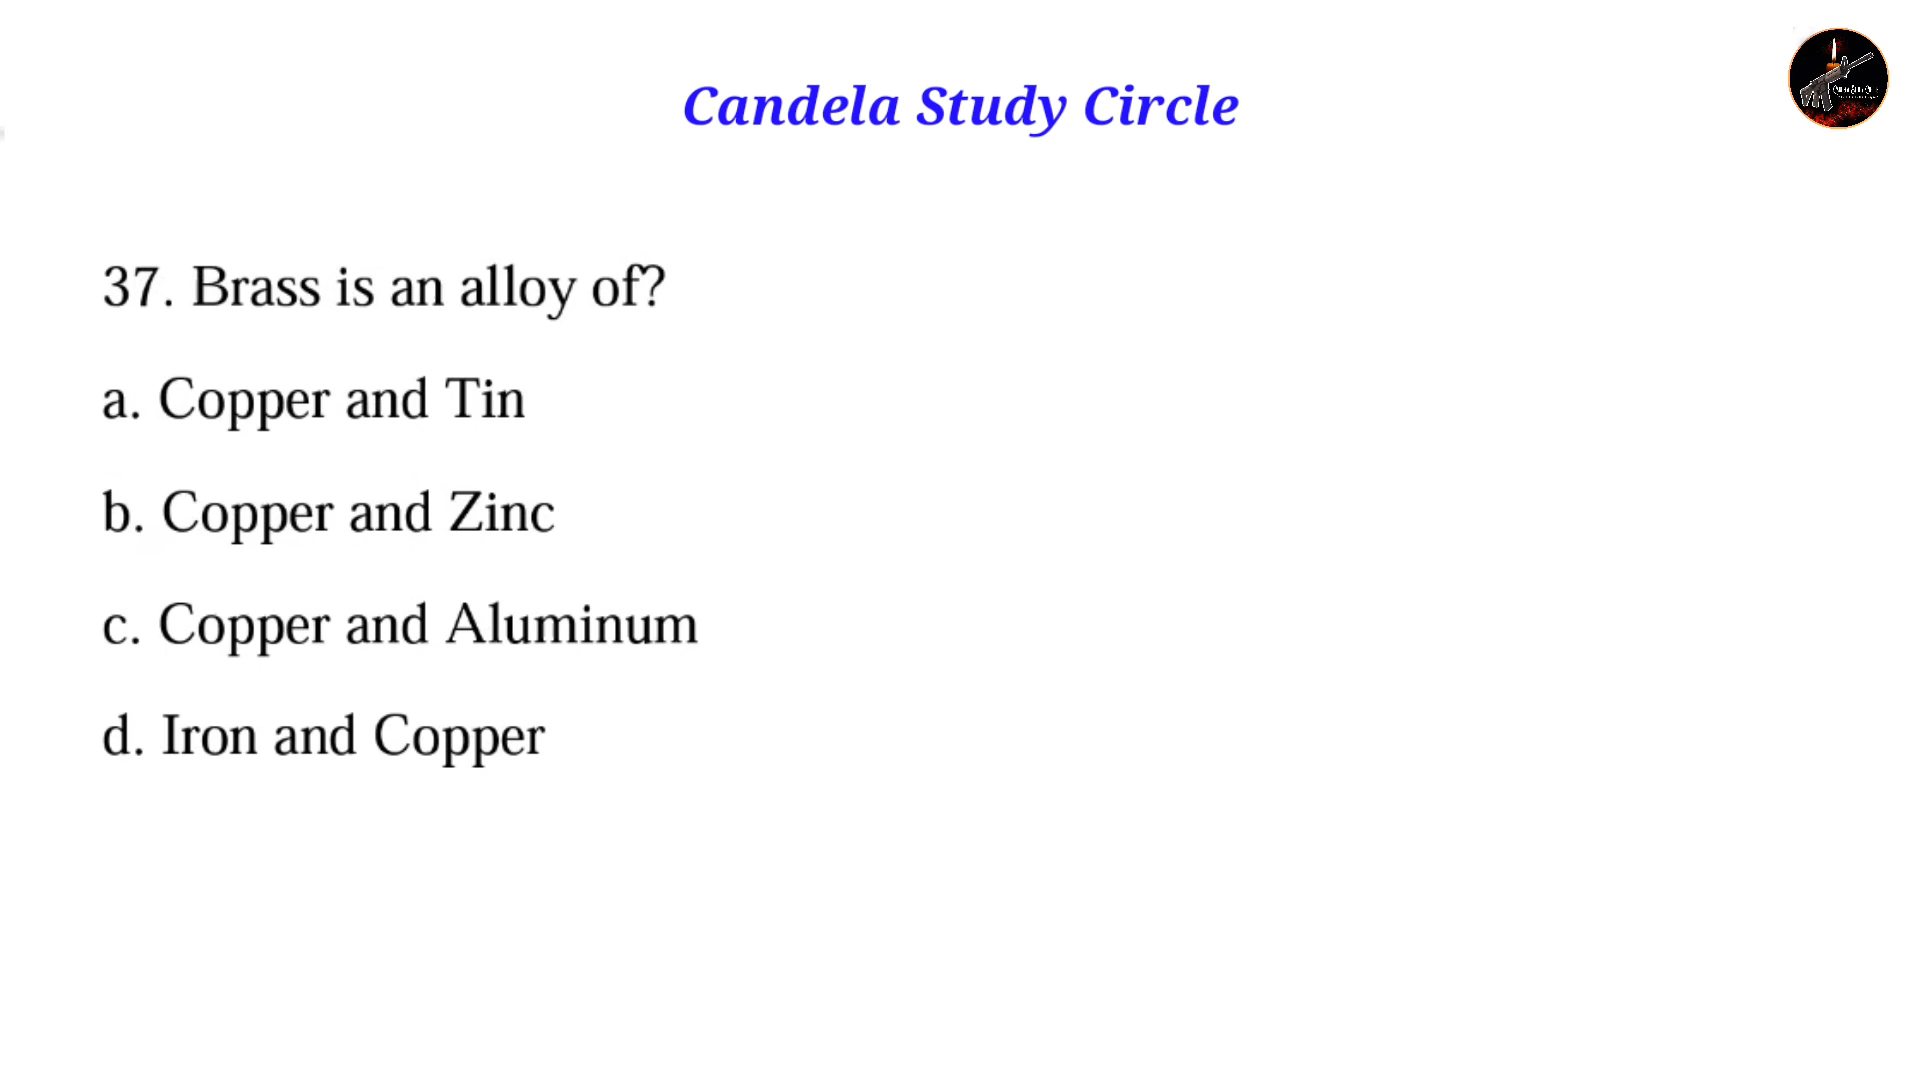 Candela Study Circle
37. Brass is an alloy of?
a. Copper and Tin
b. Copper and Zinc
c. Copper and Aluminum
d. Iron and Copper